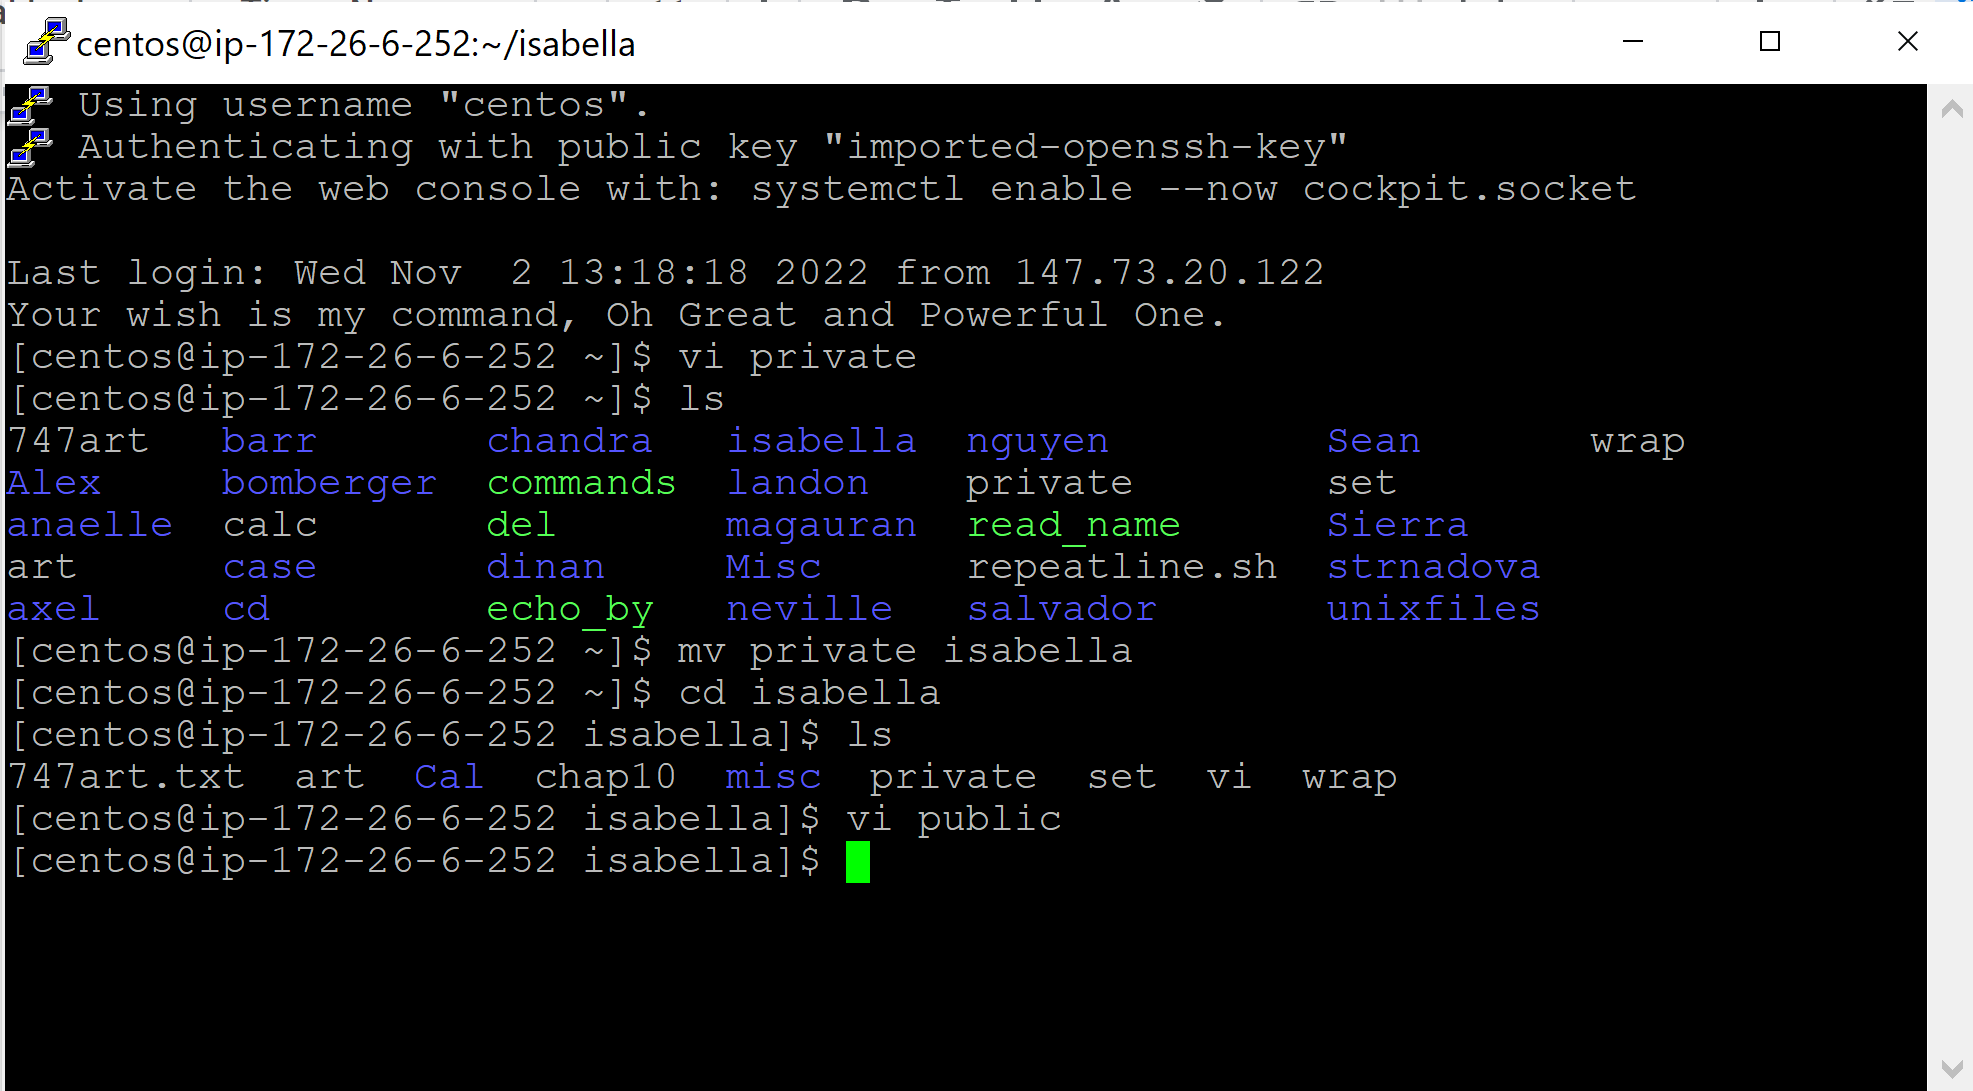 centos@ip-172-26-6-252:~/isabella
Using username "centos".
Authenticating with public key "imported-openssh-key"
Activate the web console with: systemctl enable --now cockpit.socket
Last login: Wed Nov  2 13:18:18 2022 from 147.73.20.122
Your wish is my command, Oh Great and Powerful One.
[centos@ip-172-26-6-252 ~]$ vi private
[centos@ip-172-26-6-252 ~]$ ls
747art   barr       chandra   isabella  nguyen         Sean       wrap
Alex     bomberger  commands  landon    private        set
anaelle  calc       del       magauran  read_name      Sierra
art      case       dinan     Misc      repeatline.sh  strnadova
axel     cd         echo_by   neville   salvador       unixfiles
[centos@ip-172-26-6-252 ~]$ mv private isabella
[centos@ip-172-26-6-252 ~]$ cd isabella
[centos@ip-172-26-6-252 isabella]$ ls
747art.txt  art  Cal  chap10  misc  private  set  vi  wrap
[centos@ip-172-26-6-252 isabella]$ vi public
[centos@ip-172-26-6-252 isabella]$